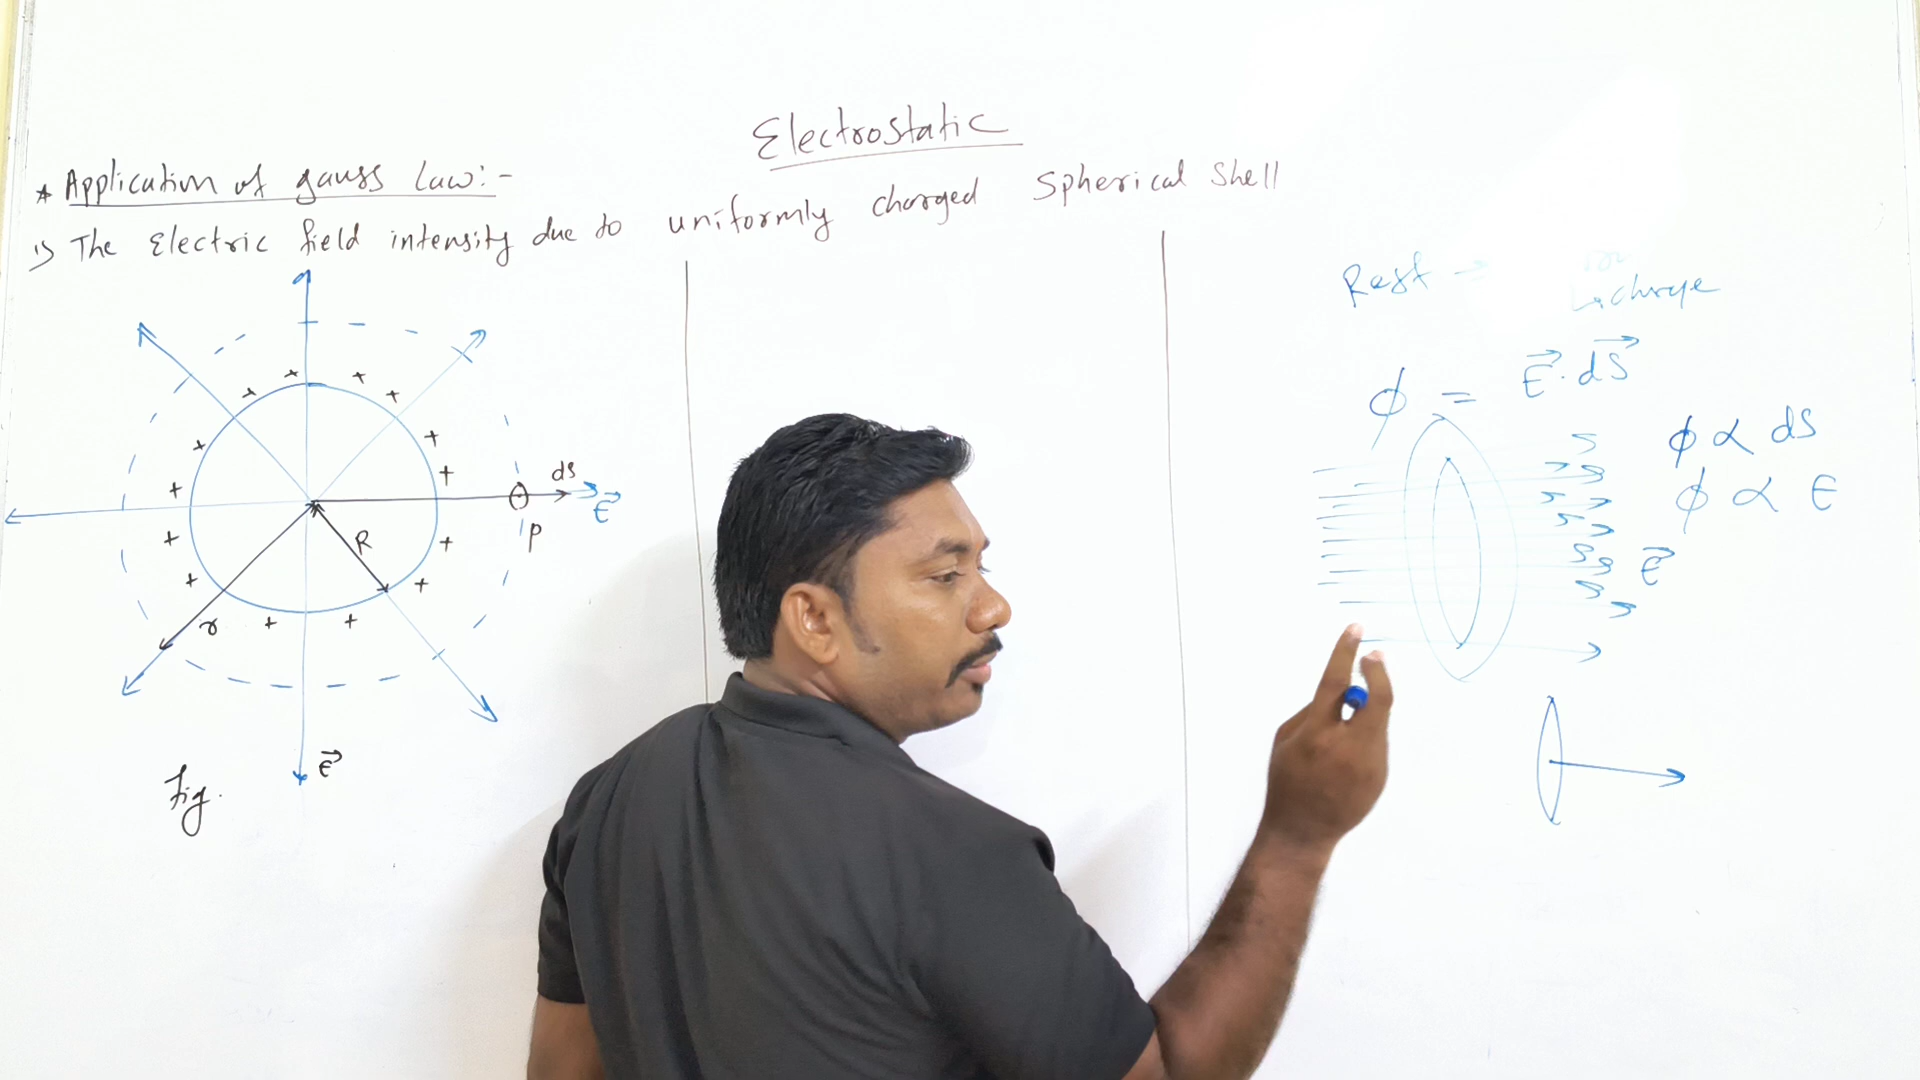 Electrostatic
* Application of gauss Law:-
1) The Electric field intensity due to uniformly charged Spherical Shell
ds
E⃗
P
R
r
E⃗
Fig.
Rest →
charge
ϕ = E⃗ · dS⃗
ϕ ∝ dS
ϕ ∝ E
E⃗